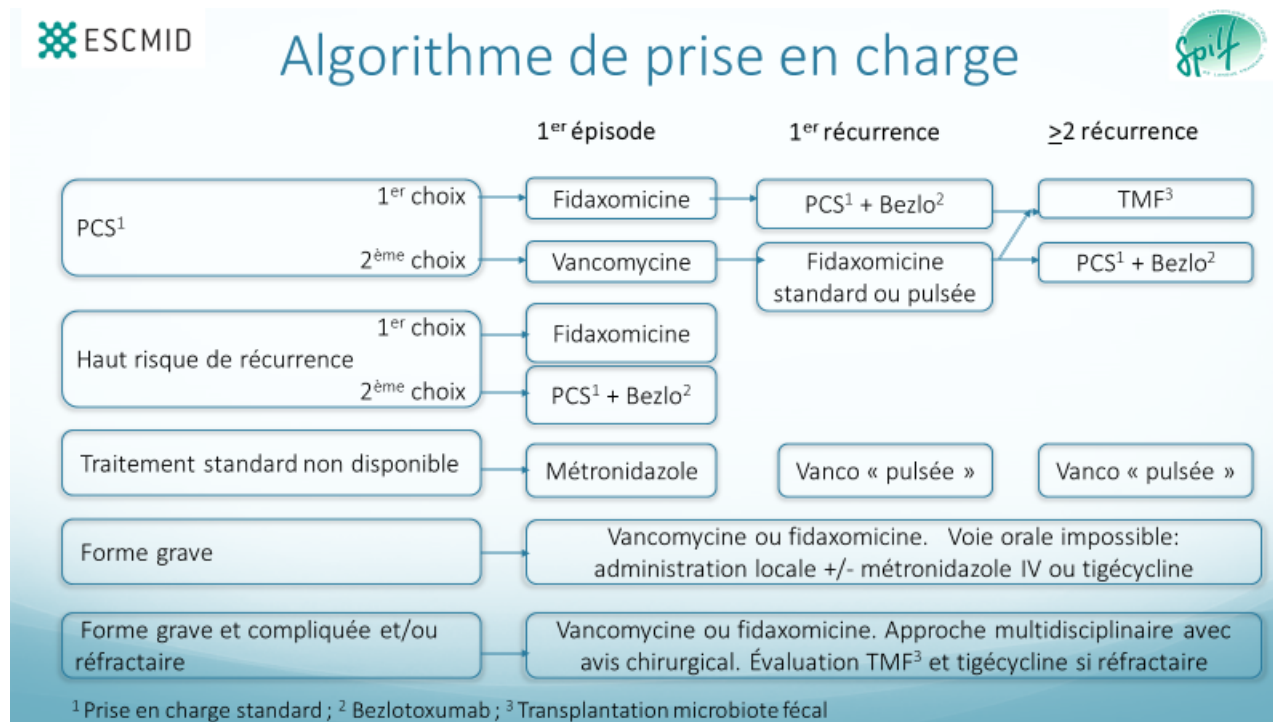 ESCMID
Algorithme de prise en charge
Spilf
1er épisode
1er récurrence
≥2 récurrence
PCS¹
1er choix
Fidaxomicine
PCS¹ + Bezlo²
TMF³
2ème choix
Vancomycine
Fidaxomicine
standard ou pulsée
PCS¹ + Bezlo²
Haut risque de récurrence
1er choix
Fidaxomicine
2ème choix
PCS¹ + Bezlo²
Traitement standard non disponible
Métronidazole
Vanco « pulsée »
Vanco « pulsée »
Forme grave
Vancomycine ou fidaxomicine. Voie orale impossible:
administration locale +/- métronidazole IV ou tigécycline
Forme grave et compliquée et/ou
réfractaire
Vancomycine ou fidaxomicine. Approche multidisciplinaire avec
avis chirurgical. Évaluation TMF³ et tigécycline si réfractaire
¹ Prise en charge standard ; ² Bezlotoxumab ; ³ Transplantation microbiote fécal